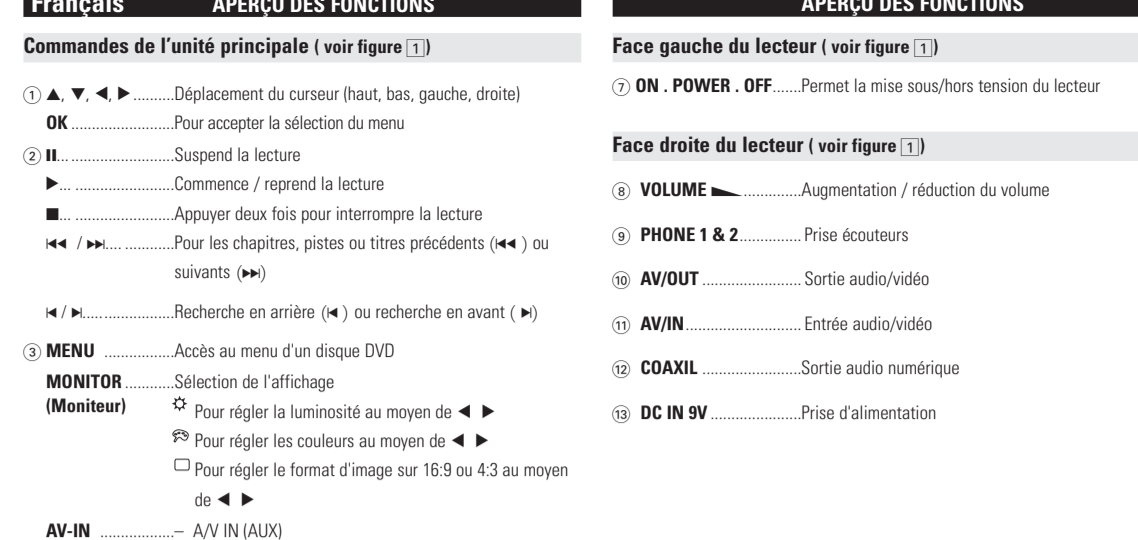 Français APERÇU DES FONCTIONS
Commandes de l'unité principale ( voir figure 1)
① ▲, ▼, ◀, ▶ ..........Déplacement du curseur (haut, bas, gauche, droite)
OK .........................Pour accepter la sélection du menu
② II... .........................Suspend la lecture
▶... ........................Commence / reprend la lecture
■... ........................Appuyer deux fois pour interrompre la lecture
⏮ / ⏭.... ............Pour les chapitres, pistes ou titres précédents (⏮ ) ou
suivants (⏭)
I◀ / ▶I......................Recherche en arrière (I◀ ) ou recherche en avant ( ▶I)
③ MENU .................Accès au menu d'un disque DVD
MONITOR ............Sélection de l'affichage
(Moniteur) ☼ Pour régler la luminosité au moyen de ◀ ▶
🎨 Pour régler les couleurs au moyen de ◀ ▶
▢ Pour régler le format d'image sur 16:9 ou 4:3 au moyen
de ◀ ▶
AV-IN ..................– A/V IN (AUX)
APERÇU DES FONCTIONS
Face gauche du lecteur ( voir figure 1)
⑦ ON . POWER . OFF.......Permet la mise sous/hors tension du lecteur
Face droite du lecteur ( voir figure 1)
⑧ VOLUME ..............Augmentation / réduction du volume
⑨ PHONE 1 & 2............... Prise écouteurs
⑩ AV/OUT ........................ Sortie audio/vidéo
⑪ AV/IN............................ Entrée audio/vidéo
⑫ COAXIL ........................Sortie audio numérique
⑬ DC IN 9V ......................Prise d'alimentation